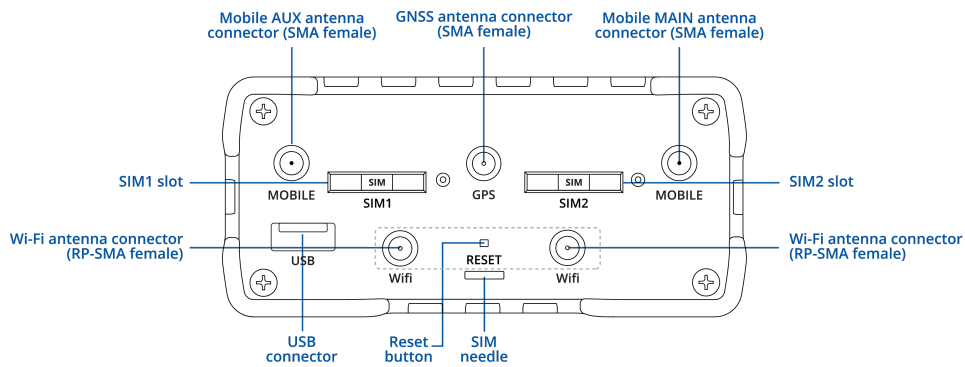 Mobile AUX antenna
connector (SMA female)
GNSS antenna connector
(SMA female)
Mobile MAIN antenna
connector (SMA female)
SIM1 slot
MOBILE
SIM
SIM1
GPS
SIM
SIM2
MOBILE
SIM2 slot
Wi-Fi antenna connector
(RP-SMA female)
USB
Wifi
RESET
Wifi
Wi-Fi antenna connector
(RP-SMA female)
USB
connector
Reset
button
SIM
needle